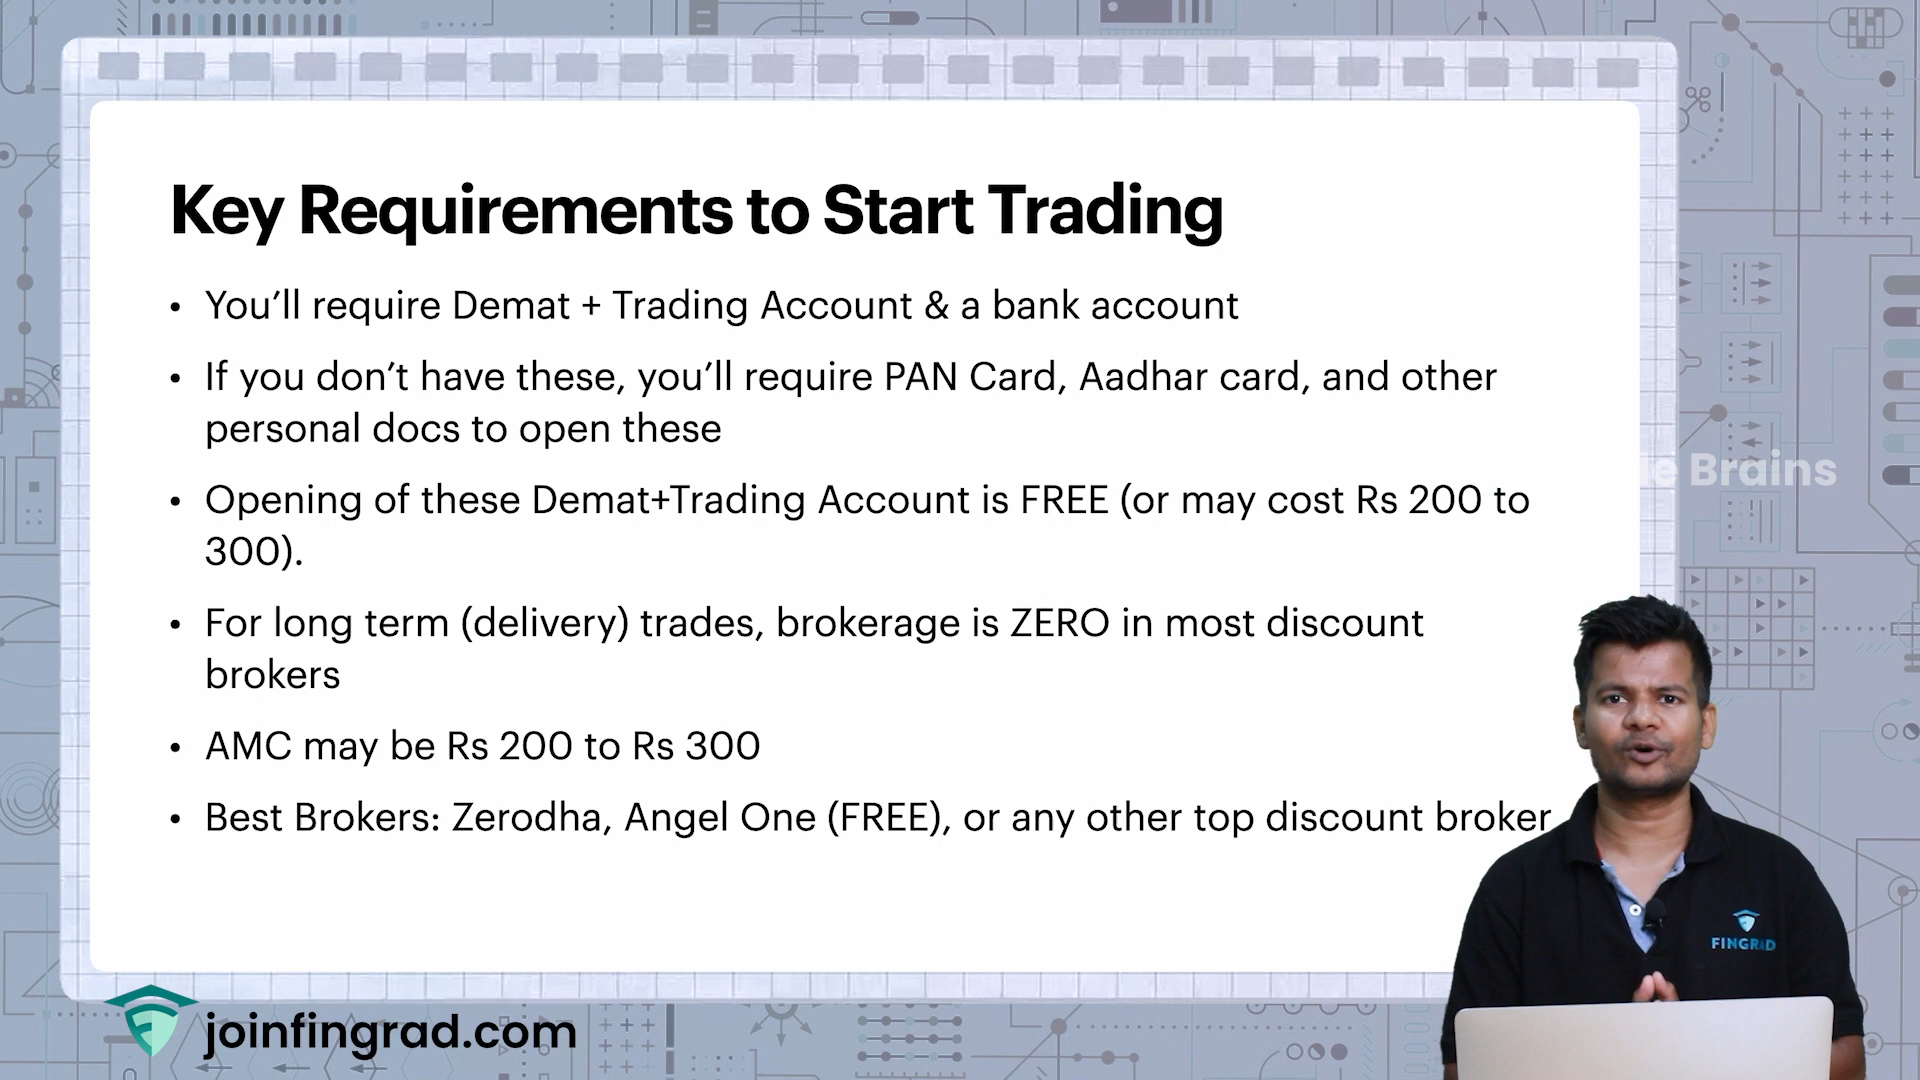 Key Requirements to Start Trading
• You’ll require Demat + Trading Account & a bank account
• If you don’t have these, you’ll require PAN Card, Aadhar card, and other
personal docs to open these
• Opening of these Demat+Trading Account is FREE (or may cost Rs 200 to
300).
• For long term (delivery) trades, brokerage is ZERO in most discount
brokers
• AMC may be Rs 200 to Rs 300
• Best Brokers: Zerodha, Angel One (FREE), or any other top discount broker
Brains
FINGRAD
joinfingrad.com